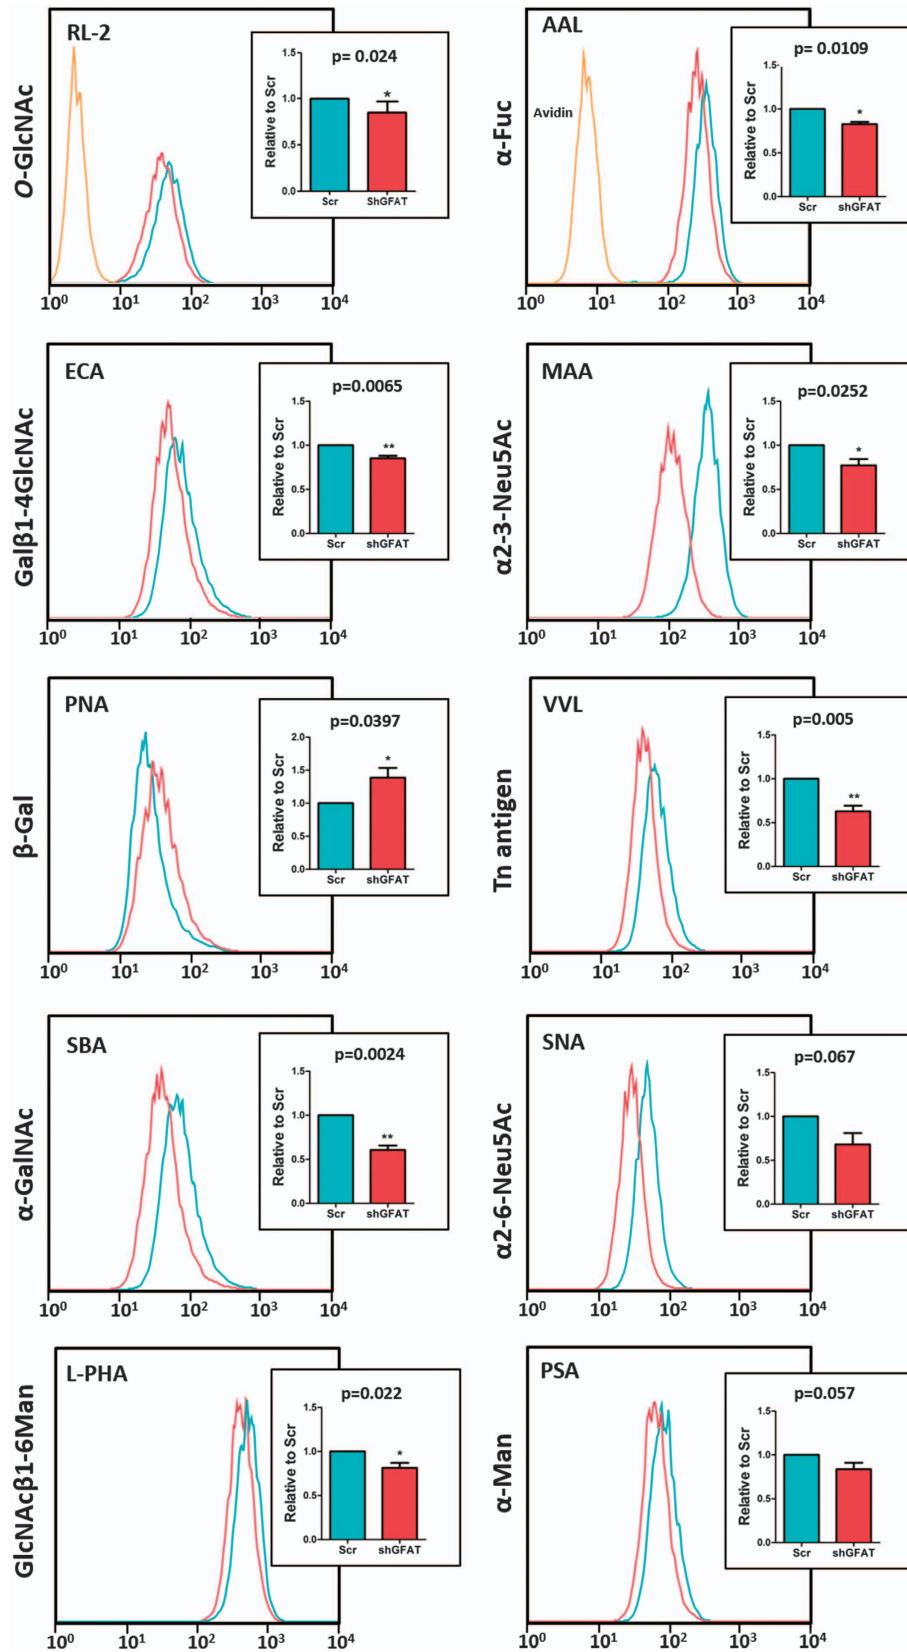 RL-2
O-GlcNAc
p= 0.024
Relative to Scr
1.5
1.0
0.5
0.0
*
Scr
ShGFAT
10⁰ 10¹ 10² 10³ 10⁴
AAL
α-Fuc
Avidin
p= 0.0109
Relative to Scr
1.5
1.0
0.5
0.0
*
Scr
shGFAT
10⁰ 10¹ 10² 10³ 10⁴
ECA
Galβ1-4GlcNAc
p=0.0065
Relative to Scr
1.5
1.0
0.5
0.0
**
Scr
shGFAT
10⁰ 10¹ 10² 10³ 10⁴
MAA
α2-3-Neu5Ac
p=0.0252
Relative to Scr
1.5
1.0
0.5
0.0
*
Scr
shGFAT
10⁰ 10¹ 10² 10³ 10⁴
PNA
β-Gal
p=0.0397
Relative to Scr
2.0
1.5
1.0
0.5
0.0
*
Scr
shGFAT
10⁰ 10¹ 10² 10³ 10⁴
VVL
Tn antigen
p=0.005
Relative to Scr
1.5
1.0
0.5
0.0
**
Scr
shGFAT
10⁰ 10¹ 10² 10³ 10⁴
SBA
α-GalNAc
p=0.0024
Relative to Scr
1.5
1.0
0.5
0.0
**
Scr
shGFAT
10⁰ 10¹ 10² 10³ 10⁴
SNA
α2-6-Neu5Ac
p=0.067
Relative to Scr
1.5
1.0
0.5
0.0
Scr
shGFAT
10⁰ 10¹ 10² 10³ 10⁴
L-PHA
GlcNAcβ1-6Man
p=0.022
Relative to Scr
1.5
1.0
0.5
0.0
*
Scr
shGFAT
10⁰ 10¹ 10² 10³ 10⁴
PSA
α-Man
p=0.057
Relative to Scr
1.5
1.0
0.5
0.0
Scr
shGFAT
10⁰ 10¹ 10² 10³ 10⁴